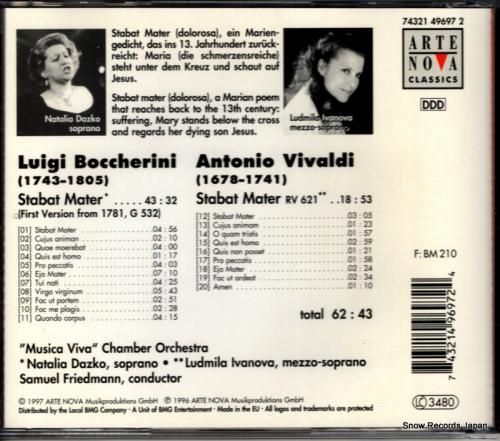 74321 49697 2
Stabat Mater (dolorosa), ein Marien-
gedicht, das ins 13. Jahrhundert zurück-
reicht: Maria (die schmerzensreiche)
steht unter dem Kreuz und schaut auf
Jesus.
Stabat mater (dolorosa), a Marian poem
that reaches back to the 13th century:
suffering, Mary stands below the cross
and regards her dying son Jesus.
Natalia Dazko
soprano
Ludmila Ivanova
mezzo-soprano
ARTE
NOVA
CLASSICS
DDD
Luigi Boccherini
(1743-1805)
Stabat Mater* ..... 43 : 32
(First Version from 1781, G 532)
[01] Stabat Mater 04 : 56
[02] Cujus animam 02 : 10
[03] Quae moerebat 04 : 00
[04] Quis est homo 01 : 17
[05] Pro peccatis 04 : 03
[06] Eja Mater 07 : 10
[07] Tui nati 04 : 25
[08] Virgo virginum 05 : 43
[09] Fac ut portem 02 : 51
[10] Fac me plagis 02 : 28
[11] Quando corpus 04 : 15
Antonio Vivaldi
(1678-1741)
Stabat Mater RV 621** .. 18 : 53
[12] Stabat Mater 03 : 05
[13] Cujus animam 01 : 23
[14] O quam tristis 01 : 57
[15] Quis est homo 02 : 59
[16] Quis non posset 01 : 21
[17] Pro peccatis 01 : 58
[18] Eja Mater 02 : 24
[19] Fac ut ardeat 02 : 34
[20] Amen 01 : 10
total 62 : 43
F: BM 210
7 43214 96972 4
"Musica Viva" Chamber Orchestra
*Natalia Dazko, soprano • **Ludmila Ivanova, mezzo-soprano
Samuel Friedmann, conductor
© 1997 ARTE NOVA Musikproduktions GmbH ℗ 1996 ARTE NOVA Musikproduktions GmbH
Distributed by the Local BMG Company • A Unit of BMG Entertainment • Made in the EU • All logos and trademarks are protected
LC 3480
Snow Records Japan
http://snowrecords.jp/